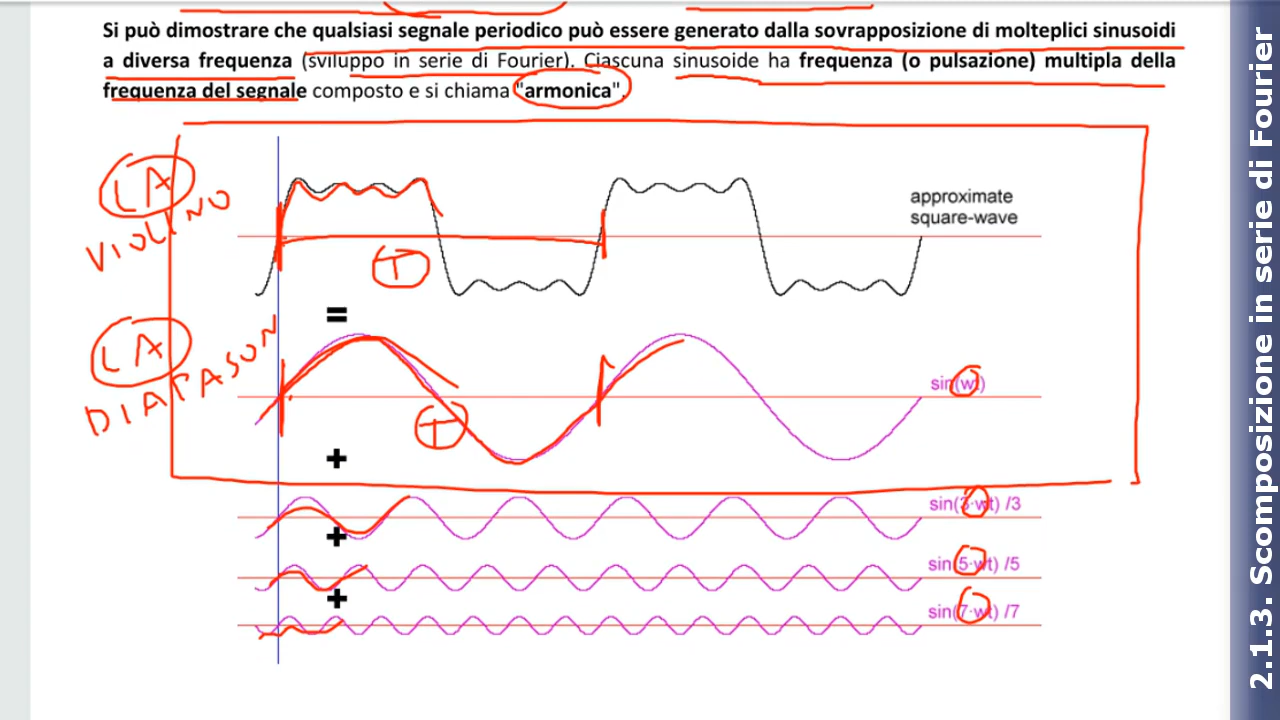 Si può dimostrare che qualsiasi segnale periodico può essere generato dalla sovrapposizione di molteplici sinusoidi
a diversa frequenza (sviluppo in serie di Fourier). Ciascuna sinusoide ha frequenza (o pulsazione) multipla della
frequenza del segnale composto e si chiama "armonica".
LA
VIOLINO
approximate
square-wave
T
=
LA
DIAPASON
sin(wt)
T
+
sin(3·wt) /3
+
sin(5·wt) /5
+
sin(7·wt) /7
2.1.3. Scomposizione in serie di Fourier